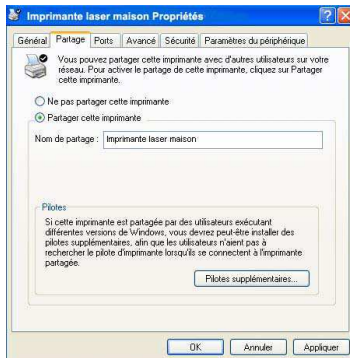 Imprimante laser maison Propriétés
Général Partage Ports Avancé Sécurité Paramètres du périphérique
Vous pouvez partager cette imprimante avec d'autres utilisateurs sur votre
réseau. Pour activer le partage de cette imprimante, cliquez sur Partager
cette imprimante.
Ne pas partager cette imprimante
Partager cette imprimante
Nom de partage : Imprimante laser maison
Pilotes
Si cette imprimante est partagée par des utilisateurs exécutant
différentes versions de Windows, vous devrez peut-être installer des
pilotes supplémentaires, afin que les utilisateurs n'aient pas à
rechercher le pilote d'imprimante lorsqu'ils se connectent à l'imprimante
partagée.
Pilotes supplémentaires...
OK Annuler Appliquer